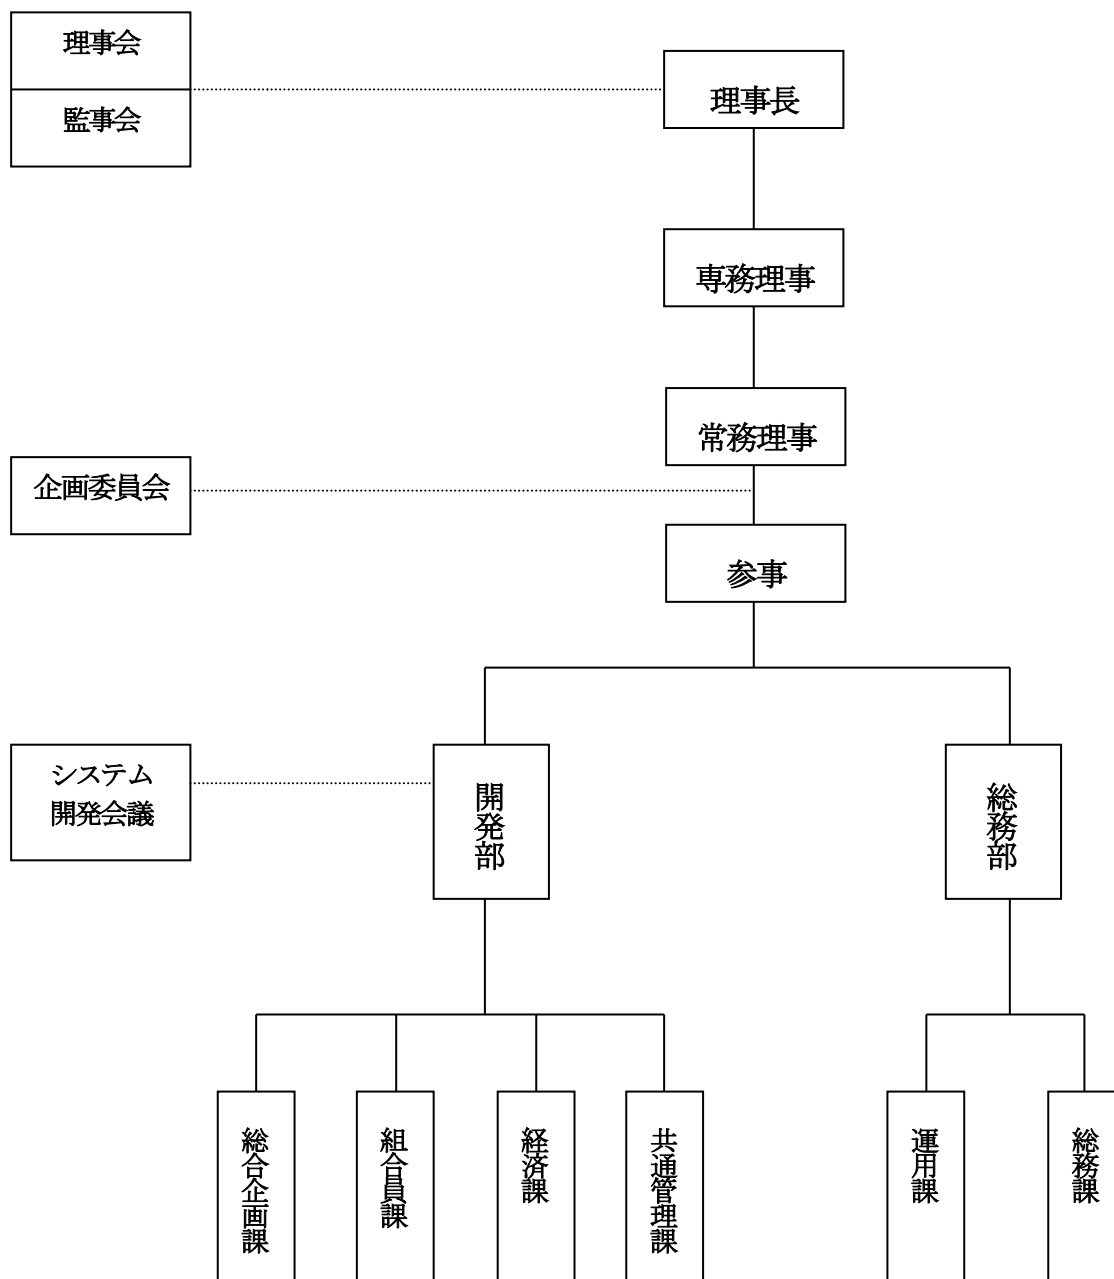 理事会
監事会
理事長
専務理事
常務理事
企画委員会
参事
システム
開発会議
開発部
総務部
総合企画課
組合員課
経済課
共通管理課
運用課
総務課